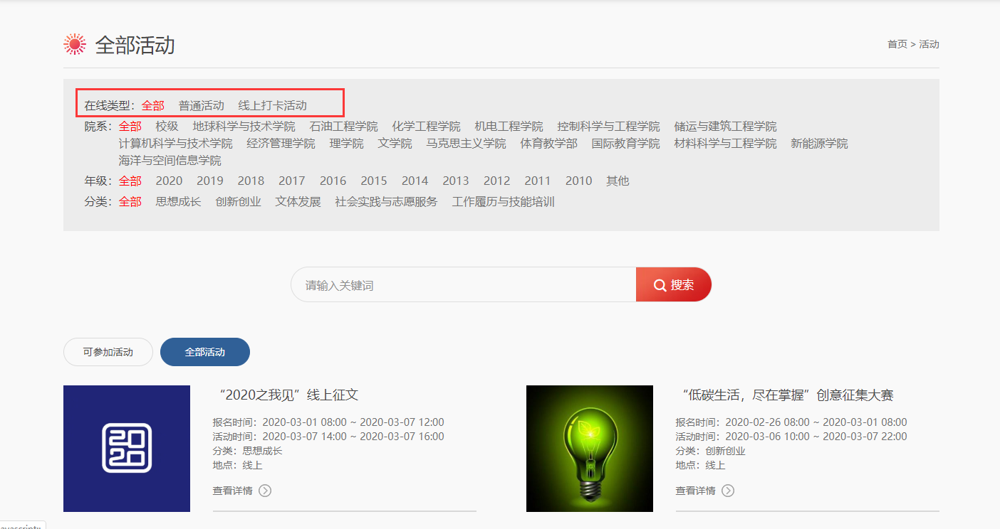 全部活动
首页 > 活动
在线类型：全部 普通活动 线上打卡活动
院系：全部 校级 地球科学与技术学院 石油工程学院 化学工程学院 机电工程学院 控制科学与工程学院 储运与建筑工程学院
计算机科学与技术学院 经济管理学院 理学院 文学院 马克思主义学院 体育教学部 国际教育学院 材料科学与工程学院 新能源学院
海洋与空间信息学院
年级：全部 2020 2019 2018 2017 2016 2015 2014 2013 2012 2011 2010 其他
分类：全部 思想成长 创新创业 文体发展 社会实践与志愿服务 工作履历与技能培训
请输入关键词 搜索
可参加活动 全部活动
2020
“2020之我见”线上征文
报名时间：2020-03-01 08:00 ~ 2020-03-07 12:00
活动时间：2020-03-07 14:00 ~ 2020-03-07 16:00
分类：思想成长
地点：线上
查看详情
“低碳生活，尽在掌握”创意征集大赛
报名时间：2020-02-26 08:00 ~ 2020-03-01 08:00
活动时间：2020-03-06 10:00 ~ 2020-03-07 22:00
分类：创新创业
地点：线上
查看详情